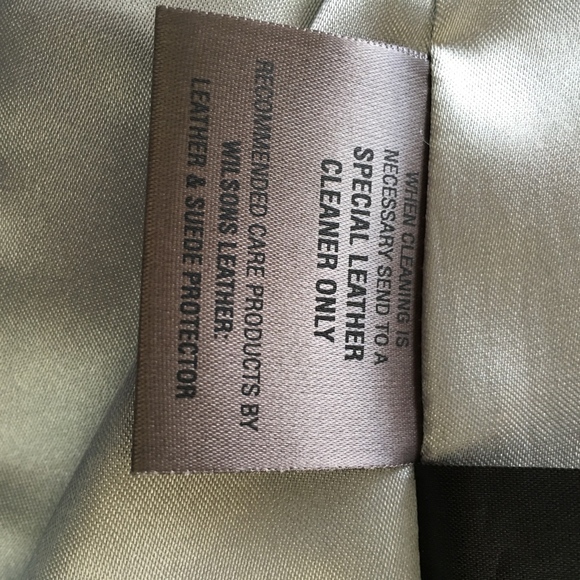 WHEN CLEANING IS
NECESSARY SEND TO A
SPECIAL LEATHER
CLEANER ONLY
RECOMMENDED CARE PRODUCTS BY
WILSONS LEATHER:
LEATHER & SUEDE PROTECTOR